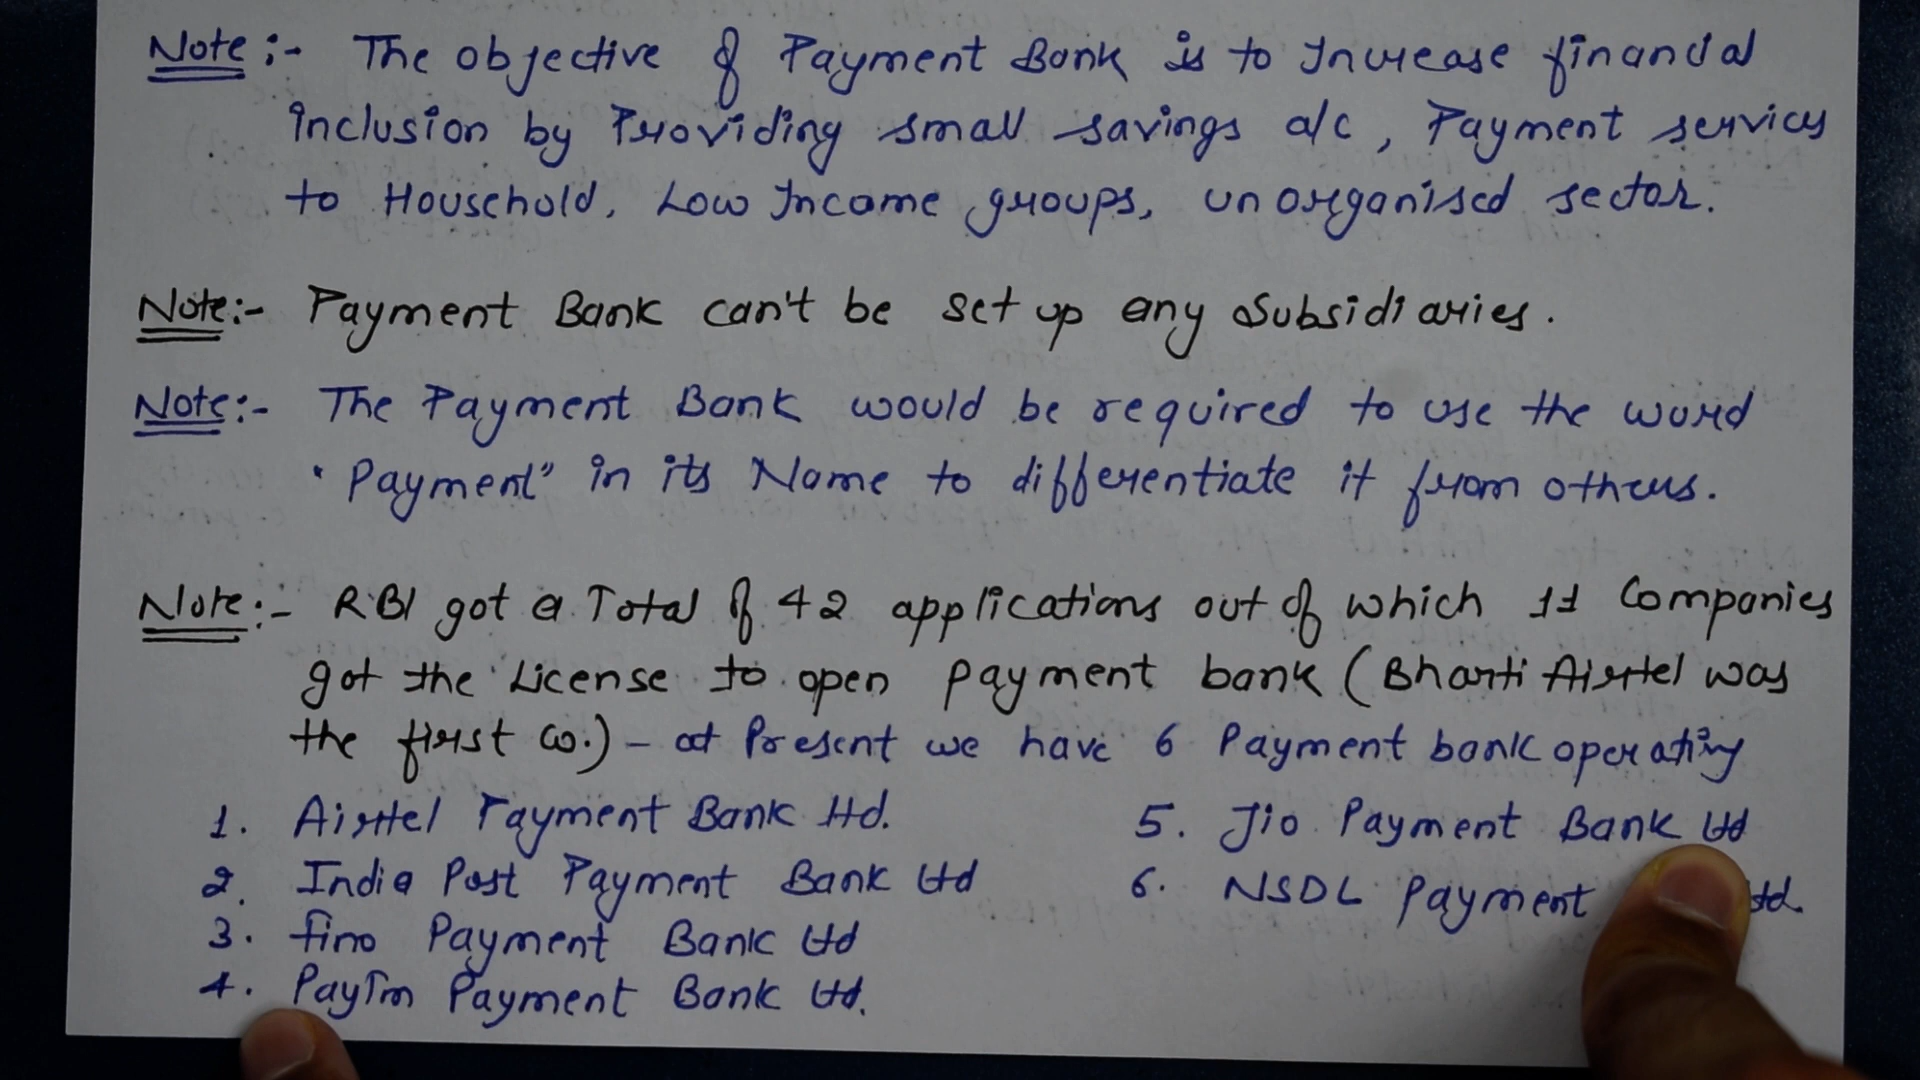 Note:- The objective of Payment Bank is to Increase financial
inclusion by Providing small savings a/c, Payment services
to Household, Low Income groups, unorganised sector.
Note:- Payment Bank can't be set up any Subsidiaries.
Note:- The Payment Bank would be required to use the word
"Payment" in its Name to differentiate it from others.
Note:- RBI got a Total of 42 applications out of which 11 Companies
got the License to open payment bank (Bharti Airtel was
the first co.) - at Present we have 6 Payment bank operating
1. Airtel Payment Bank Ltd.
2. India Post Payment Bank Ltd
3. fino Payment Bank Ltd
4. PayTm Payment Bank Ltd.
5. Jio Payment Bank Ltd
6. NSDL Payment Ltd.